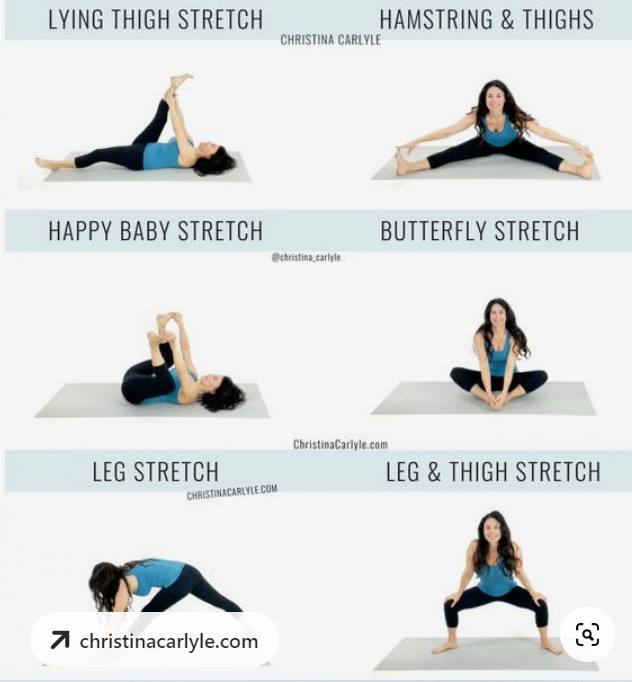 LYING THIGH STRETCH
HAMSTRING & THIGHS
CHRISTINA CARLYLE
HAPPY BABY STRETCH
BUTTERFLY STRETCH
@christina_carlyle
ChristinaCarlyle.com
LEG STRETCH
LEG & THIGH STRETCH
CHRISTINACARLYLE.COM
christinacarlyle.com